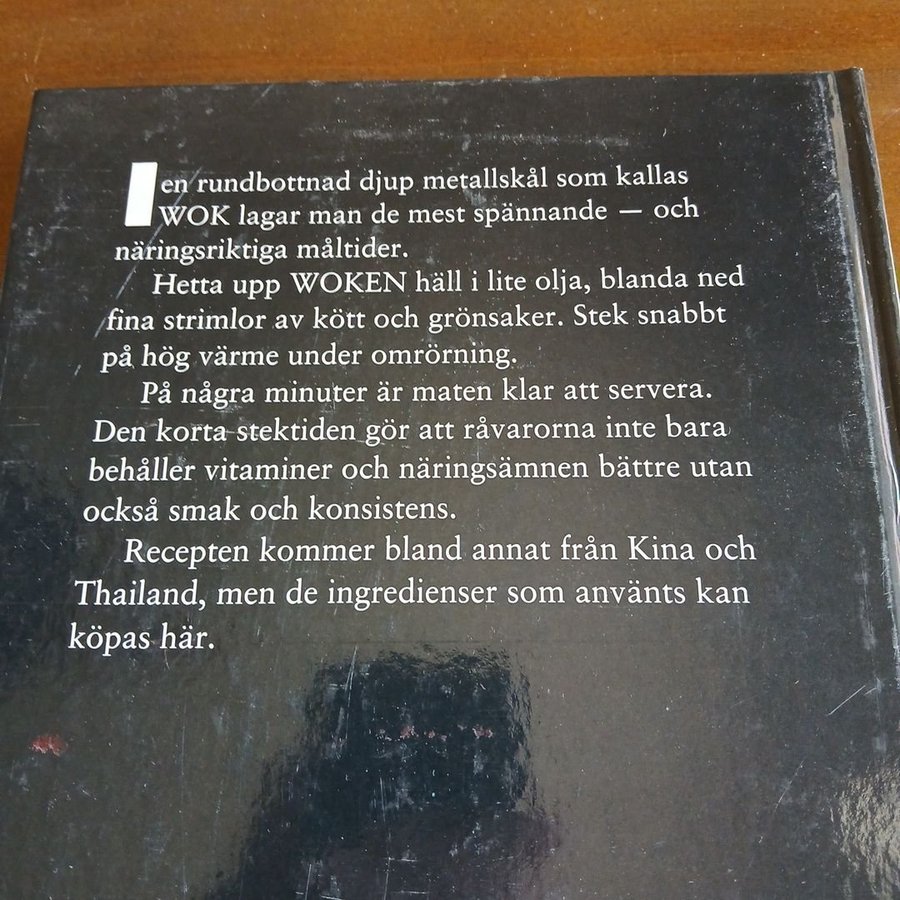 I en rundbottnad djup metallskål som kallas
WOK lagar man de mest spännande — och
näringsriktiga måltider.
Hetta upp WOKEN häll i lite olja, blanda ned
fina strimlor av kött och grönsaker. Stek snabbt
på hög värme under omrörning.
På några minuter är maten klar att servera.
Den korta stektiden gör att råvarorna inte bara
behåller vitaminer och näringsämnen bättre utan
också smak och konsistens.
Recepten kommer bland annat från Kina och
Thailand, men de ingredienser som använts kan
köpas här.